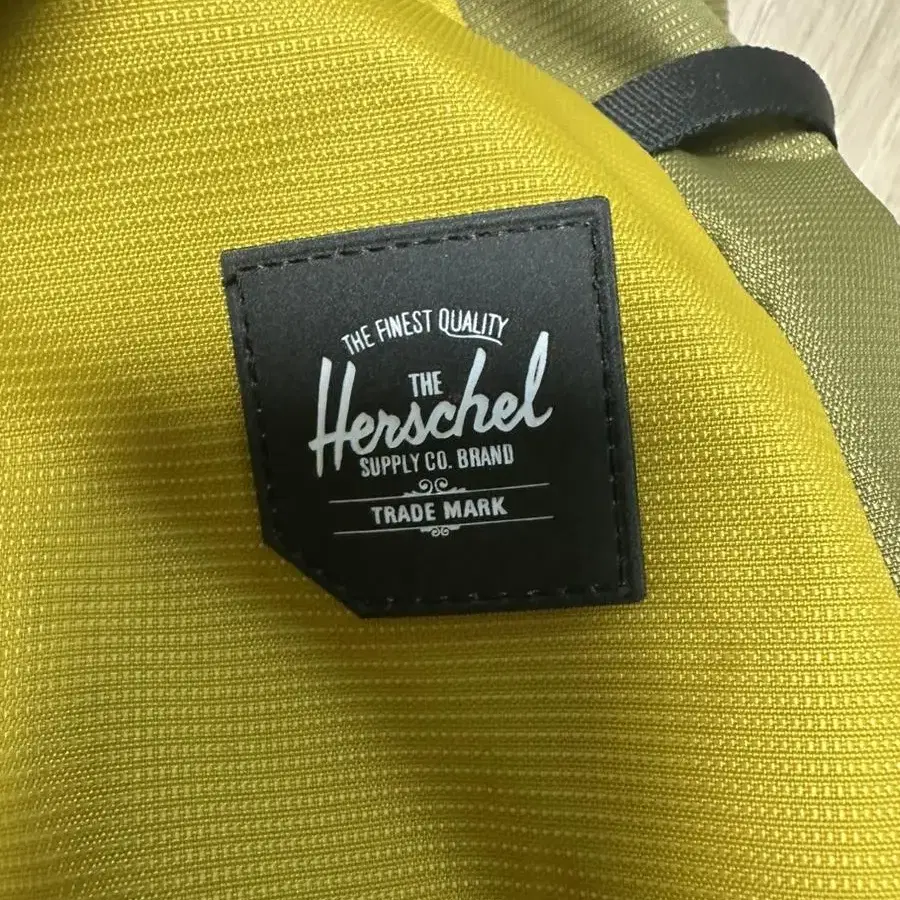 THE FINEST QUALITY
THE
Herschel
SUPPLY CO. BRAND
TRADE MARK